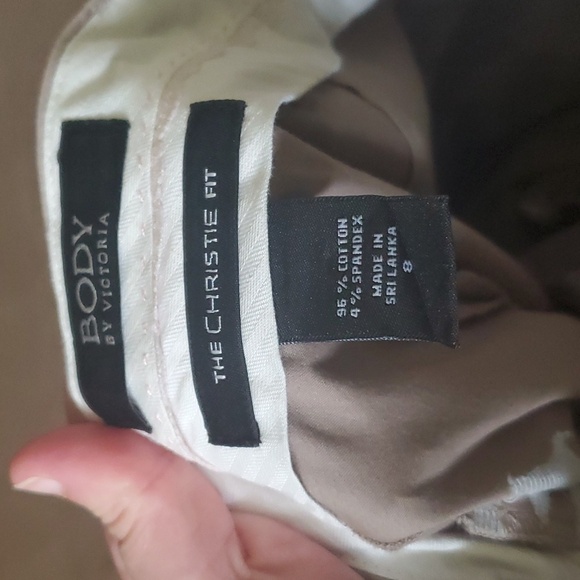 BODY
BY VICTORIA
THE CHRISTIE FIT
96 % COTTON
4 % SPANDEX
MADE IN
SRI LANKA
8